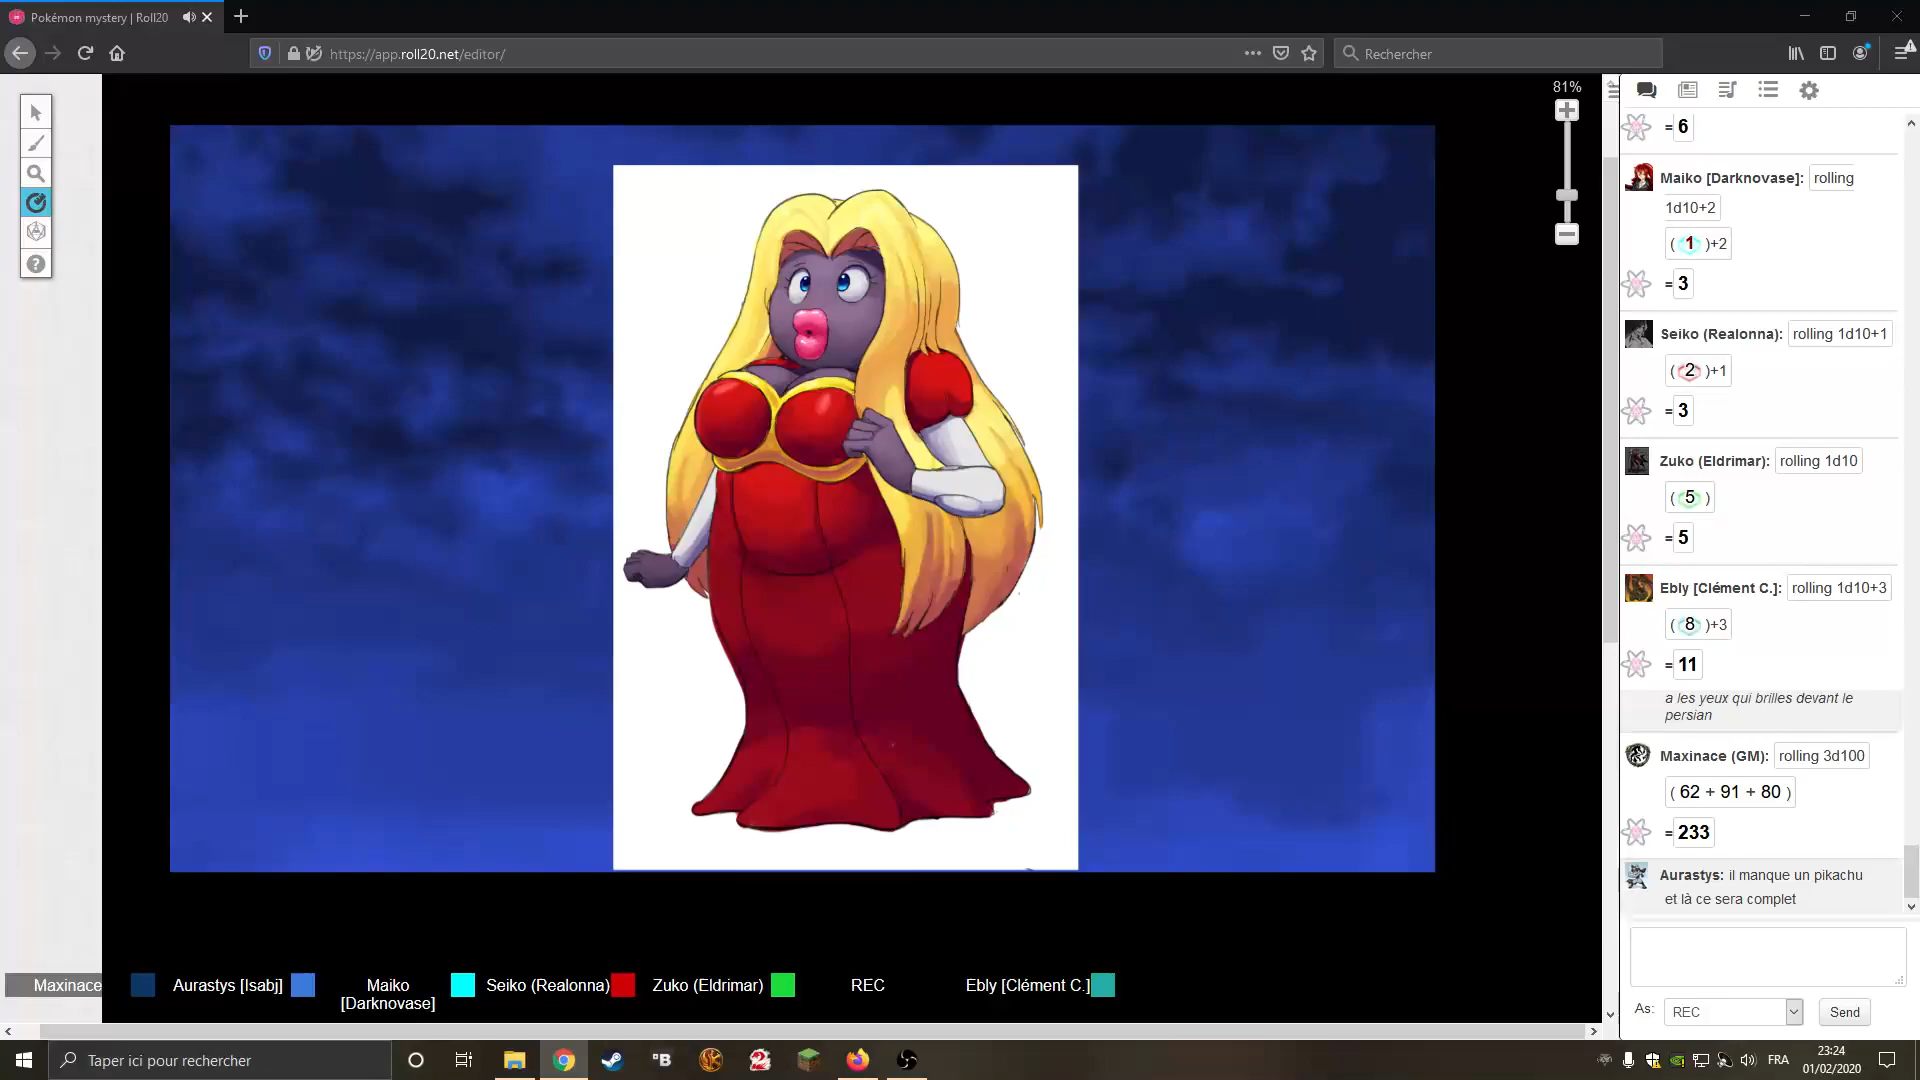 Pokémon mystery | Roll20
https://app.roll20.net/editor/
Rechercher
81%
= 6
Maiko [Darknovase]: rolling
1d10+2
( 1 )+2
= 3
Seiko (Realonna): rolling 1d10+1
( 2 )+1
= 3
Zuko (Eldrimar): rolling 1d10
( 5 )
= 5
Ebly [Clément C.]: rolling 1d10+3
( 8 )+3
= 11
a les yeux qui brilles devant le
persian
Maxinace (GM): rolling 3d100
( 62 + 91 + 80 )
= 233
Aurastys: il manque un pikachu
et là ce sera complet
Maxinace
Aurastys [Isabj]
Maiko
[Darknovase]
Seiko (Realonna)
Zuko (Eldrimar)
REC
Ebly [Clément C.]
As: REC Send
Taper ici pour rechercher
FRA
23:24
01/02/2020